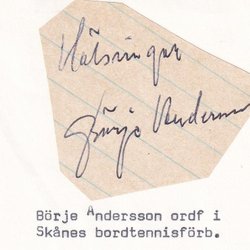 Hälsningar
Börje Andersson
Börje Andersson ordf i
Skånes bordtennisförb.